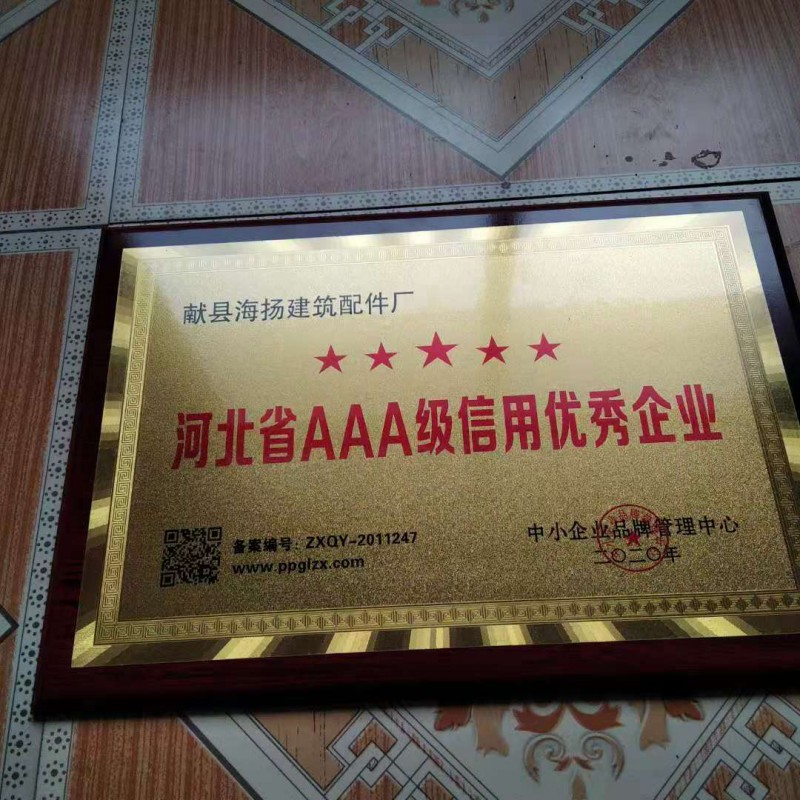 献县海扬建筑配件厂
河北省AAA级信用优秀企业
备案编号：ZXQY-2011247
www.ppglzx.com
中小企业品牌管理中心
二〇二〇年